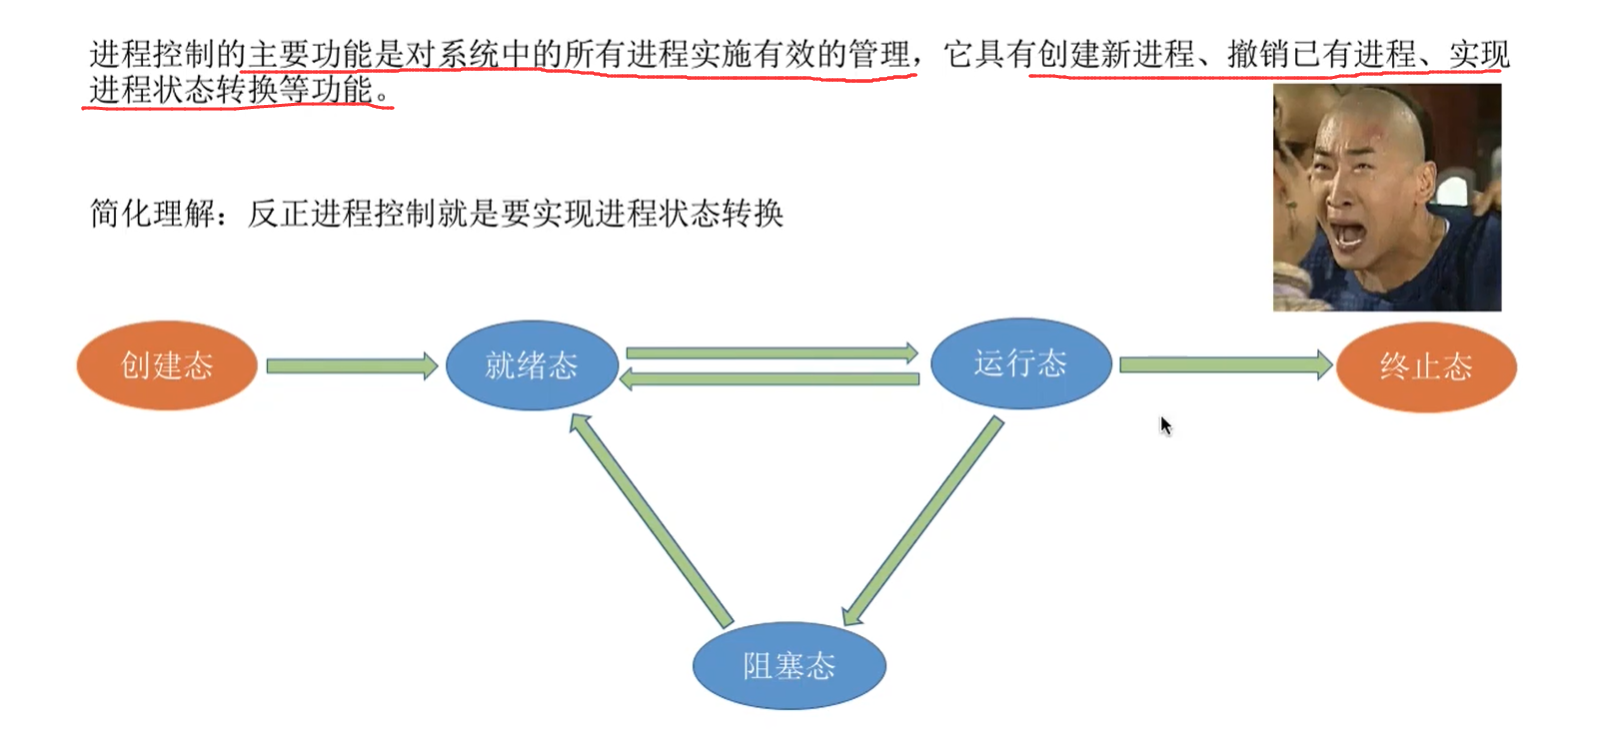 进程控制的主要功能是对系统中的所有进程实施有效的管理，它具有创建新进程、撤销已有进程、实现
进程状态转换等功能。
简化理解：反正进程控制就是要实现进程状态转换
创建态
就绪态
运行态
终止态
阻塞态